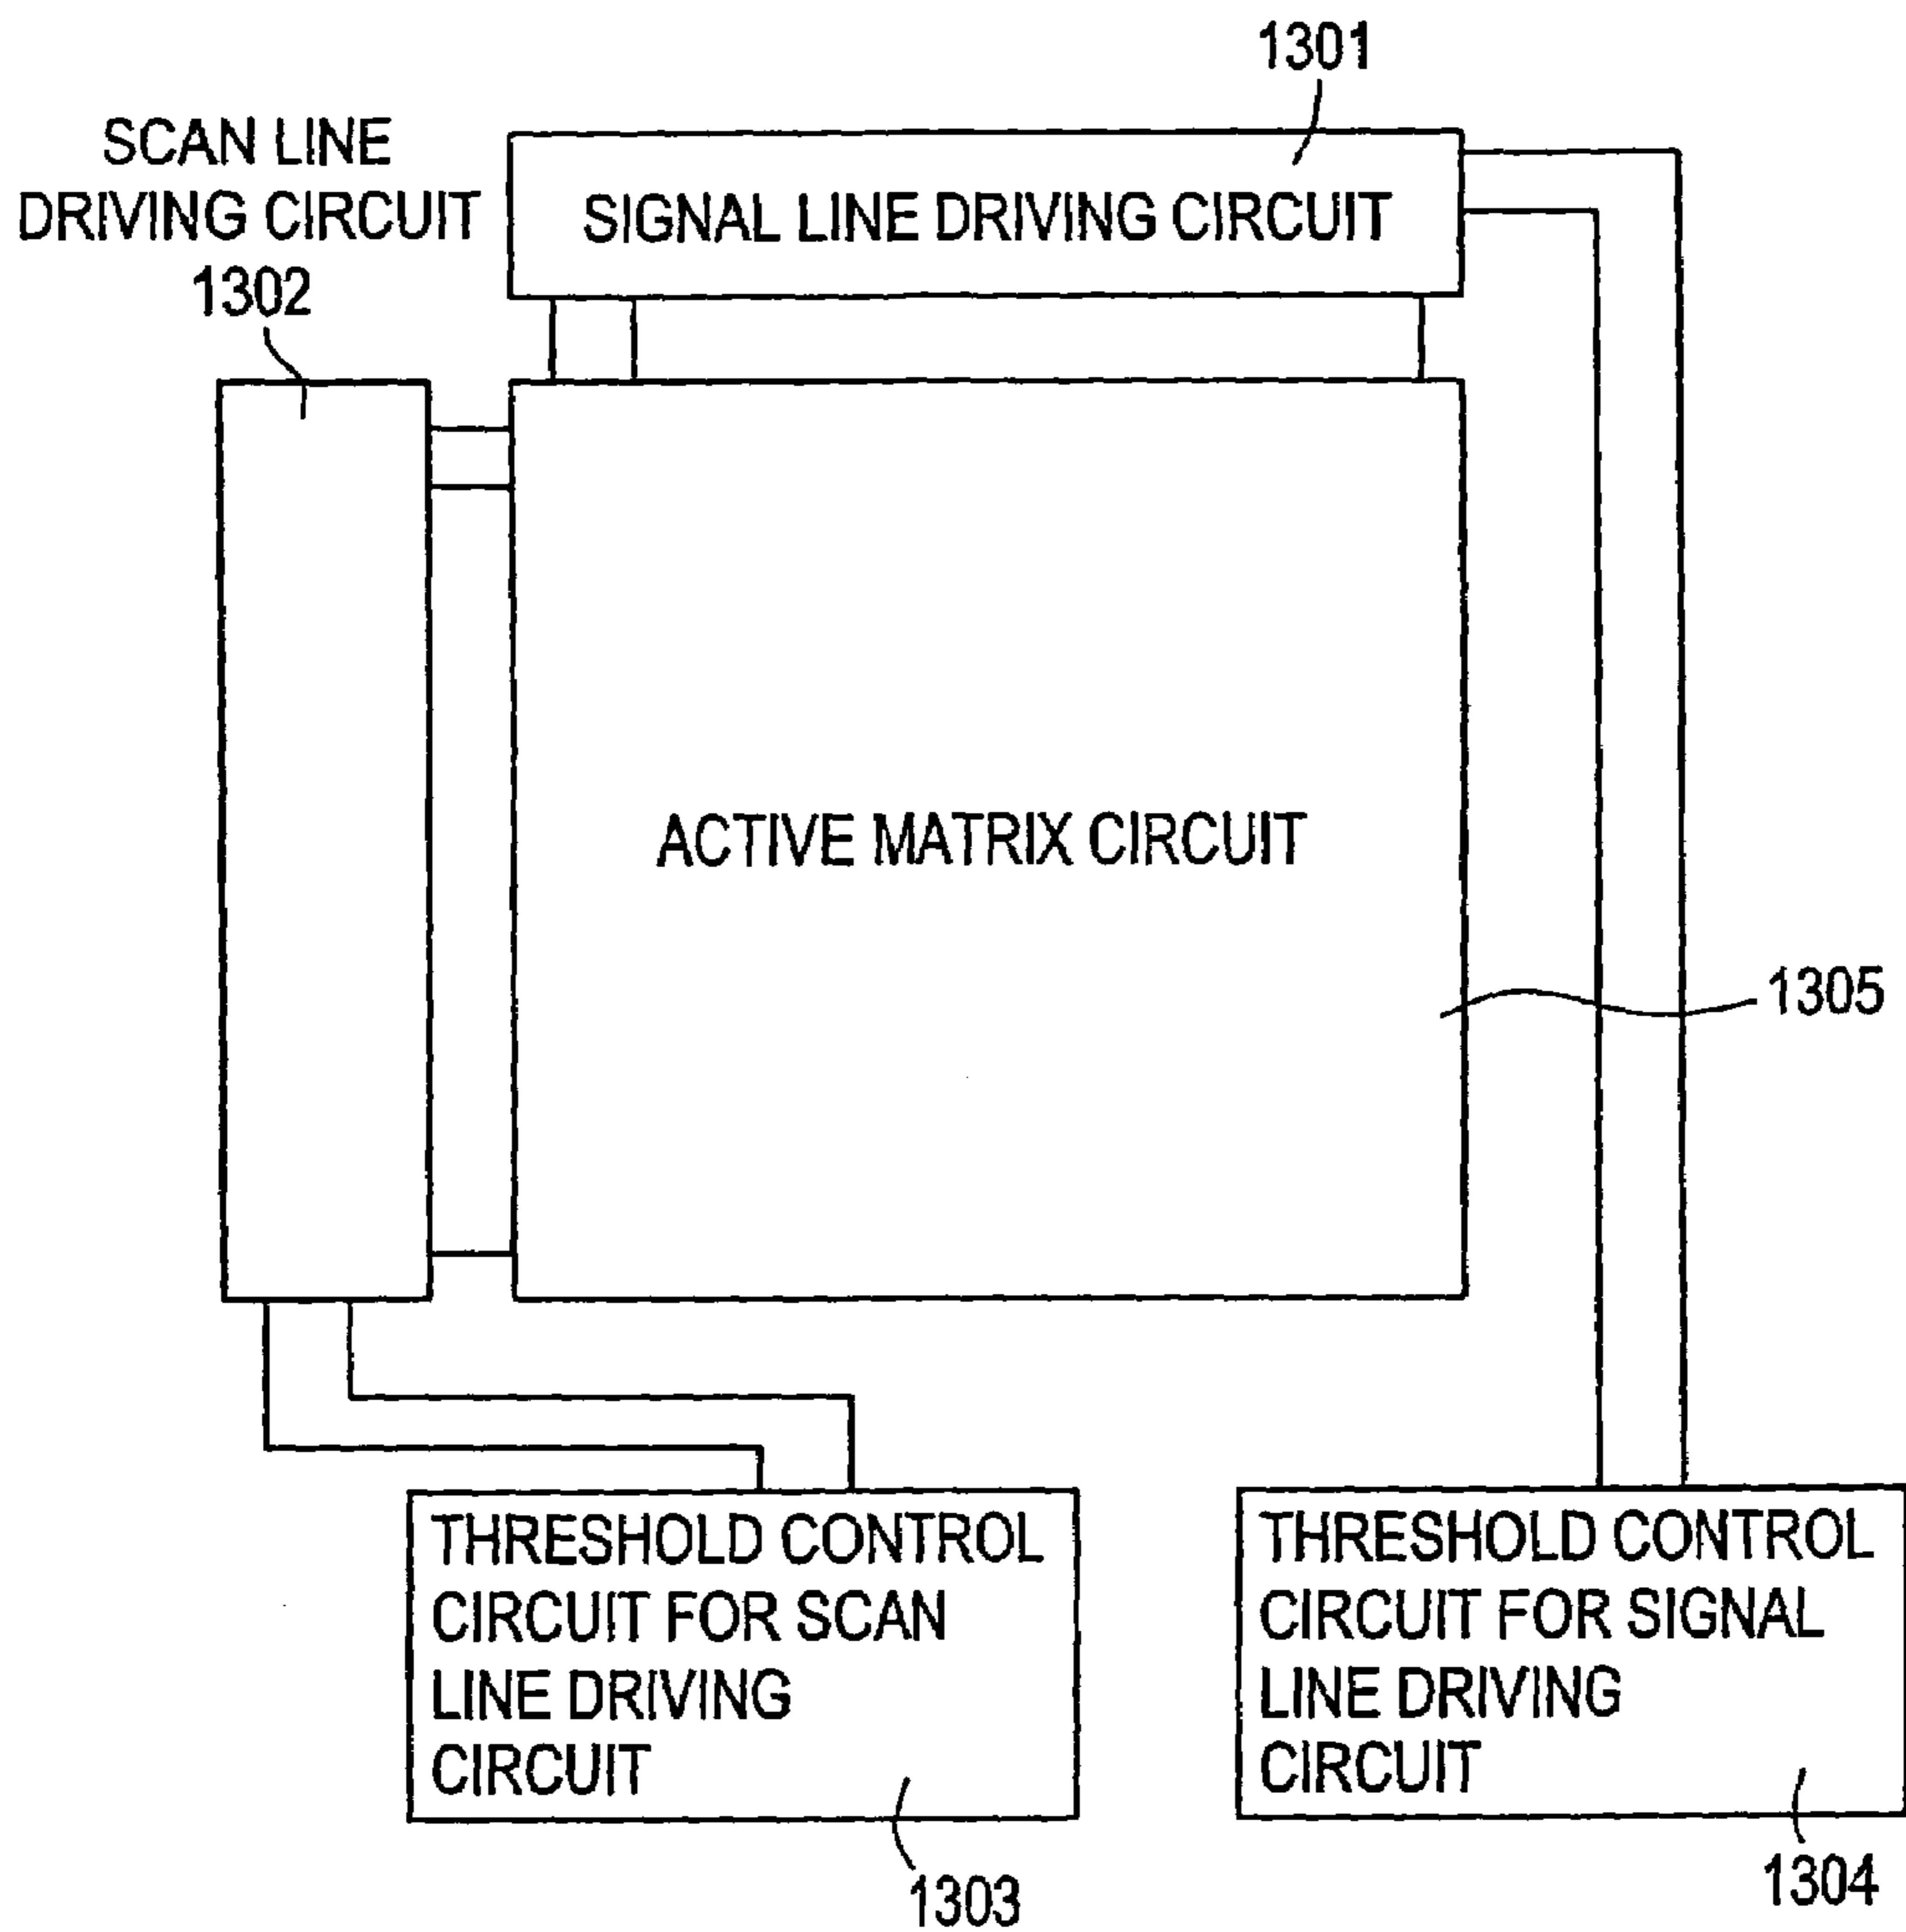 1301
SCAN LINE
DRIVING CIRCUIT
1302
SIGNAL LINE DRIVING CIRCUIT
ACTIVE MATRIX CIRCUIT
1305
THRESHOLD CONTROL
CIRCUIT FOR SCAN
LINE DRIVING
CIRCUIT
1303
THRESHOLD CONTROL
CIRCUIT FOR SIGNAL
LINE DRIVING
CIRCUIT
1304